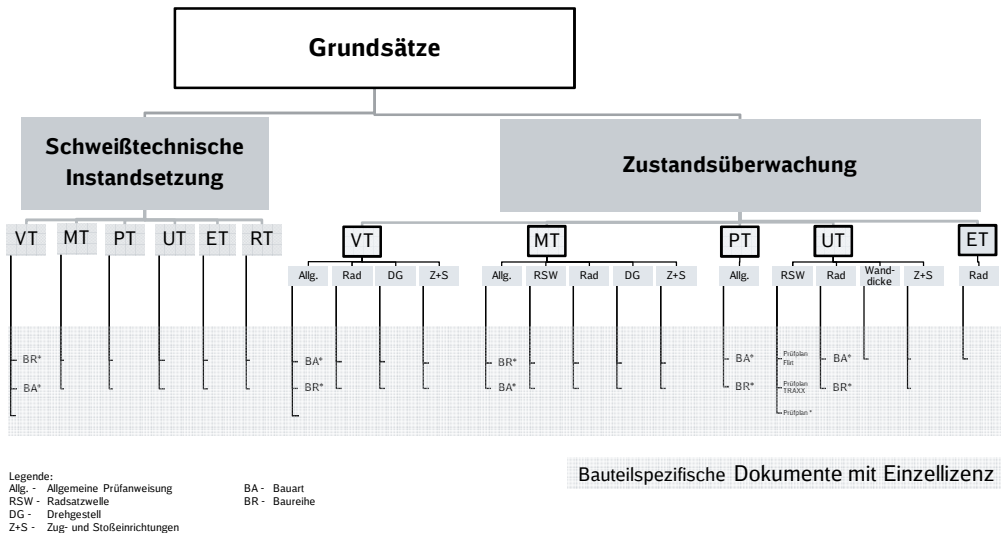 Grundsätze
Schweißtechnische
Instandsetzung
Zustandsüberwachung
VT MT PT UT ET RT
VT MT PT UT ET
Allg. Rad DG Z+S
Allg. RSW Rad DG Z+S
Allg.
RSW Rad Wand-
dicke Z+S
Rad
BR*
BA*
BA*
BR*
BR*
BA*
BA*
BR*
Prüfplan
Flirt
Prüfplan
TRAXX
Prüfplan *
BA*
BR*
Bauteilspezifische Dokumente mit Einzellizenz
Legende:
Allg. - Allgemeine Prüfanweisung
RSW - Radsatzwelle
DG - Drehgestell
Z+S - Zug- und Stoßeinrichtungen
BA - Bauart
BR - Baureihe